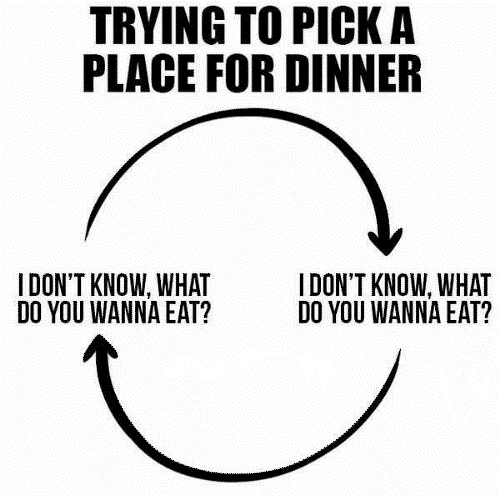 TRYING TO PICK A
PLACE FOR DINNER
I DON'T KNOW, WHAT
DO YOU WANNA EAT?
I DON'T KNOW, WHAT
DO YOU WANNA EAT?